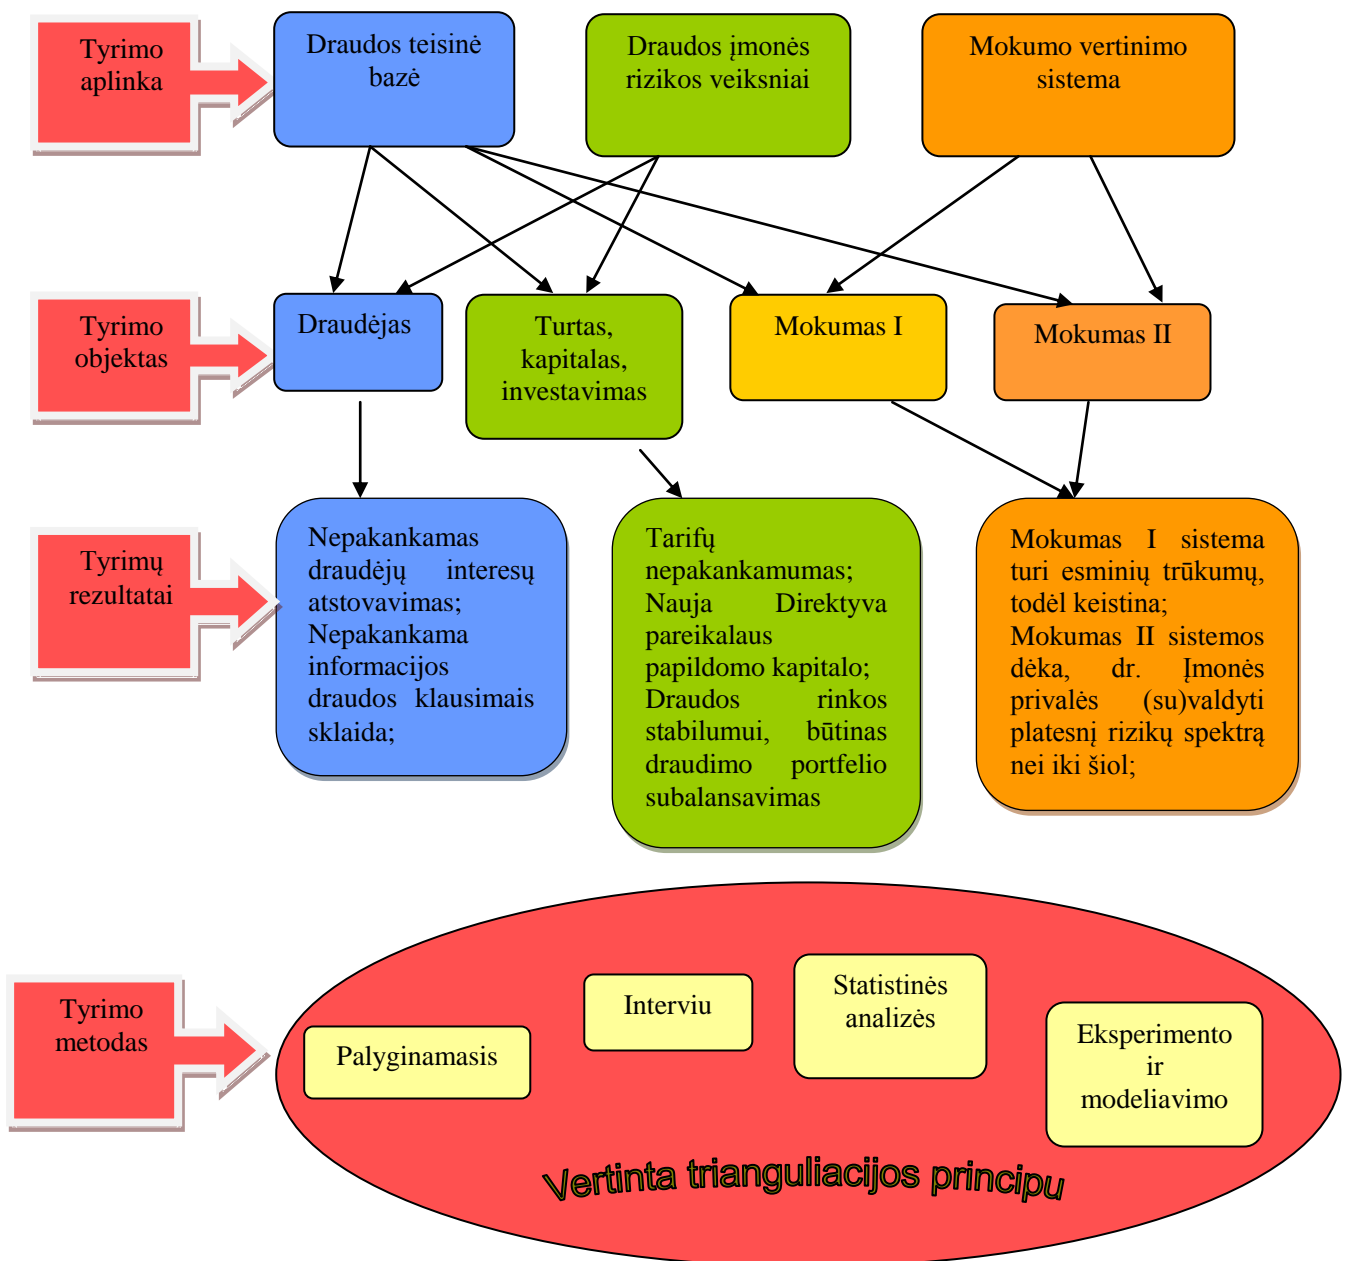 Tyrimo
aplinka
Draudos teisinė
bazė
Draudos įmonės
rizikos veiksniai
Mokumo vertinimo
sistema
Tyrimo
objektas
Draudėjas
Turtas,
kapitalas,
investavimas
Mokumas I
Mokumas II
Tyrimų
rezultatai
Nepakankamas
draudėjų interesų
atstovavimas;
Nepakankama
informacijos
draudos klausimais
sklaida;
Tarifų
nepakankamumas;
Nauja Direktyva
pareikalaus
papildomo kapitalo;
Draudos rinkos
stabilumui, būtinas
draudimo portfelio
subalansavimas
Mokumas I sistema
turi esminių trūkumų,
todėl keistina;
Mokumas II sistemos
dėka, dr. Įmonės
privalės (su)valdyti
platesnį rizikų spektrą
nei iki šiol;
Tyrimo
metodas
Palyginamasis
Interviu
Statistinės
analizės
Eksperimento
ir
modeliavimo
Vertinta trianguliacijos principu